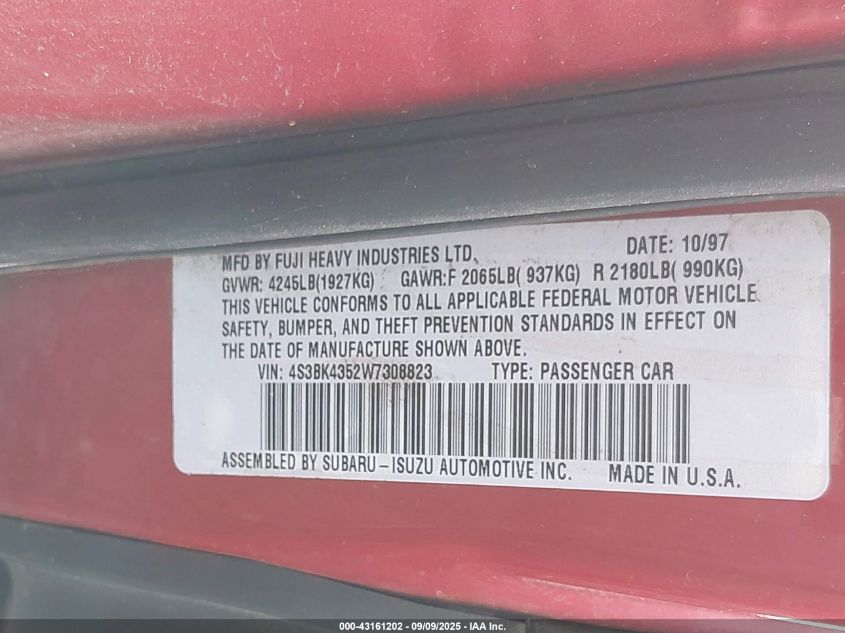 MFD BY FUJI HEAVY INDUSTRIES LTD. DATE: 10/97
GVWR: 4245LB(1927KG) GAWR:F 2065LB( 937KG) R 2180LB( 990KG)
THIS VEHICLE CONFORMS TO ALL APPLICABLE FEDERAL MOTOR VEHICLE
SAFETY, BUMPER, AND THEFT PREVENTION STANDARDS IN EFFECT ON
THE DATE OF MANUFACTURE SHOWN ABOVE.
VIN: 4S3BK4352W7308823 TYPE: PASSENGER CAR
ASSEMBLED BY SUBARU-ISUZU AUTOMOTIVE INC. MADE IN U.S.A.
000-43161202 - 09/09/2025 - IAA Inc.